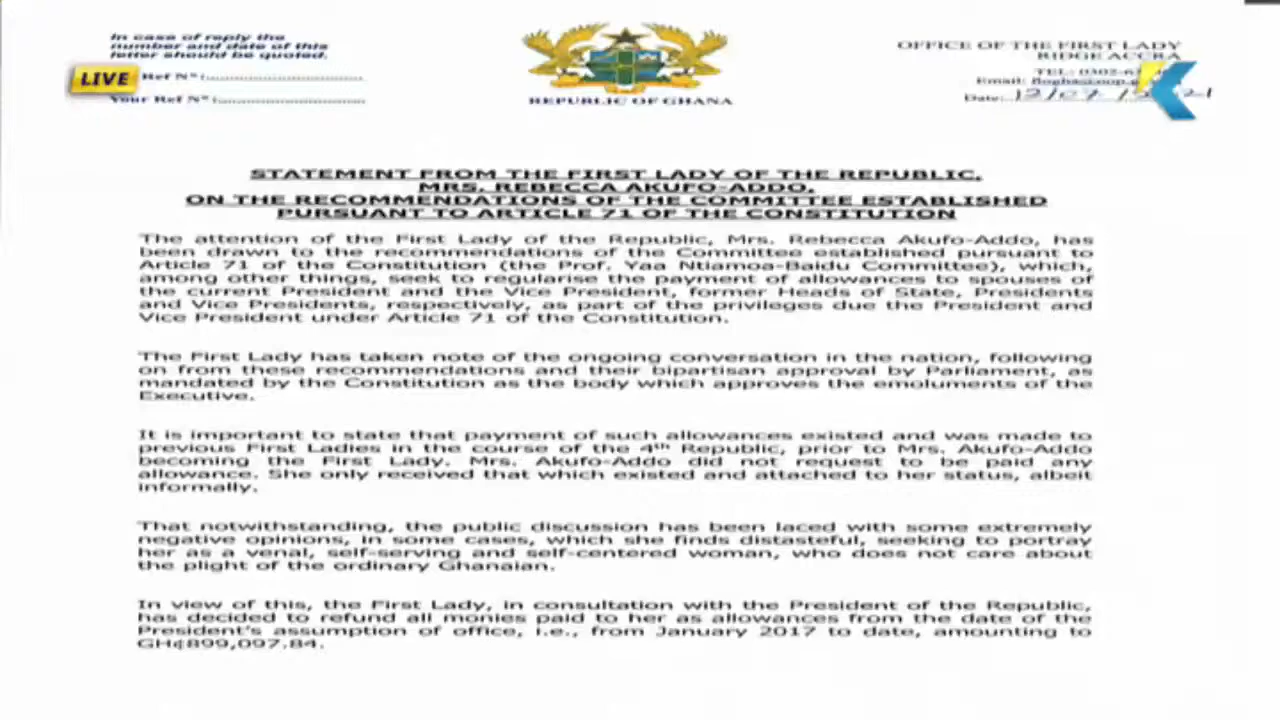 In case of reply the
number and date of this
letter should be quoted.
LIVE
Ref Nº:
Your Ref Nº:
REPUBLIC OF GHANA
OFFICE OF THE FIRST LADY
RIDGE ACCRA
TEL: 0302-6
Email:
Date: 12/07/2021
STATEMENT FROM THE FIRST LADY OF THE REPUBLIC,
MRS. REBECCA AKUFO-ADDO,
ON THE RECOMMENDATIONS OF THE COMMITTEE ESTABLISHED
PURSUANT TO ARTICLE 71 OF THE CONSTITUTION
The attention of the First Lady of the Republic, Mrs. Rebecca Akufo-Addo, has
been drawn to the recommendations of the Committee established pursuant to
Article 71 of the Constitution (the Prof. Yaa Ntiamoa-Baidu Committee), which,
among other things, seek to regularise the payment of allowances to spouses of
the current President and the Vice President, former Heads of State, Presidents
and Vice Presidents, respectively, as part of the privileges due the President and
Vice President under Article 71 of the Constitution.
The First Lady has taken note of the ongoing conversation in the nation, following
on from these recommendations and their bipartisan approval by Parliament, as
mandated by the Constitution as the body which approves the emoluments of the
Executive.
It is important to state that payment of such allowances existed and was made to
previous First Ladies in the course of the 4th Republic, prior to Mrs. Akufo-Addo
becoming the First Lady. Mrs. Akufo-Addo did not request to be paid any
allowance. She only received that which existed and attached to her status, albeit
informally.
That notwithstanding, the public discussion has been laced with some extremely
negative opinions, in some cases, which she finds distasteful, seeking to portray
her as a venal, self-serving and self-centered woman, who does not care about
the plight of the ordinary Ghanaian.
In view of this, the First Lady, in consultation with the President of the Republic,
has decided to refund all monies paid to her as allowances from the date of the
President's assumption of office, i.e., from January 2017 to date, amounting to
GH¢899,097.84.